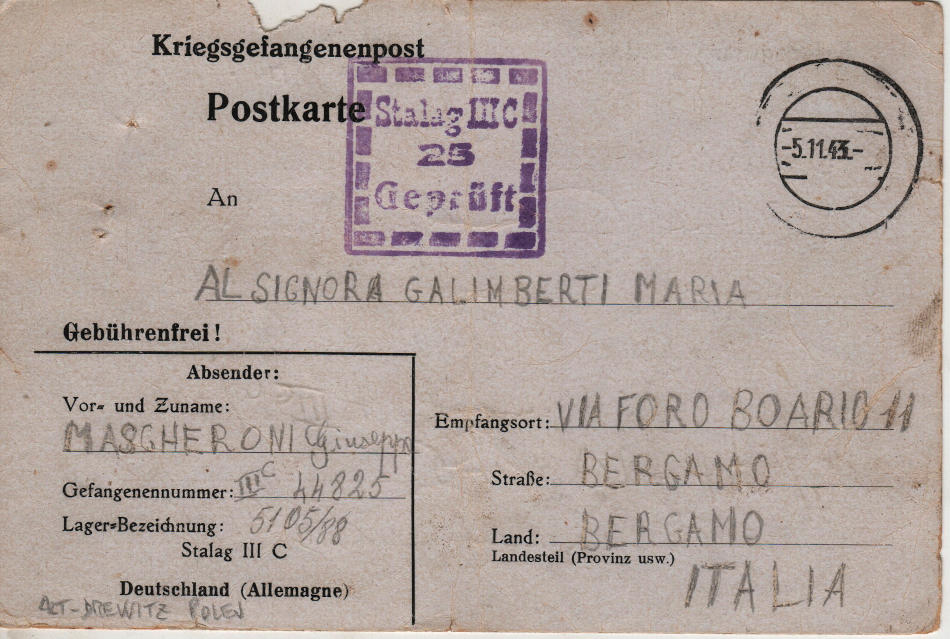 Kriegsgefangenenpost
Postkarte
Stalag III C
25
Geprüft
-5.11.43.-
An
AL SIGNORA GALIMBERTI MARIA
Gebührenfrei!
Absender:
Vor- und Zuname:
MASCHERONI Giuseppe
Gefangenennummer: III C 44825
Lager-Bezeichnung: 5105/88
Stalag III C
Deutschland (Allemagne)
ALT-DREWITZ POLEN
Empfangsort: VIA FORO BOARIO 11
Straße: BERGAMO
Land: BERGAMO
Landesteil (Provinz usw.)
ITALIA